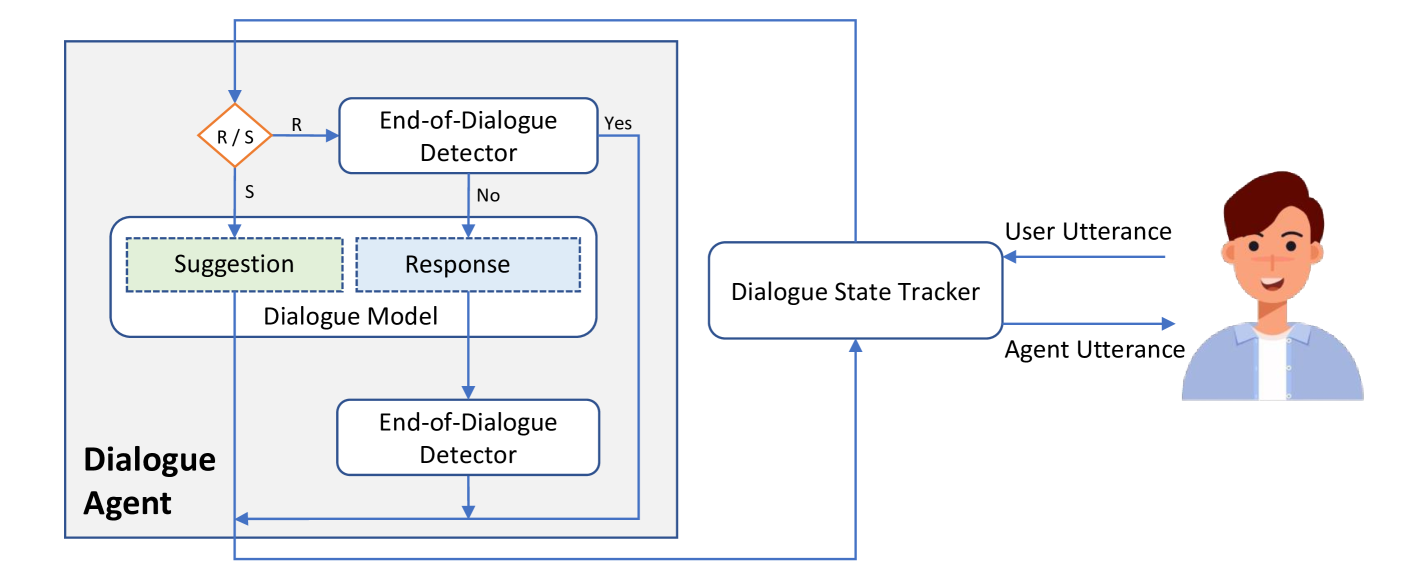 R / S
R
End-of-Dialogue
Detector
Yes
S
No
Suggestion
Response
Dialogue Model
End-of-Dialogue
Detector
Dialogue
Agent
Dialogue State Tracker
User Utterance
Agent Utterance